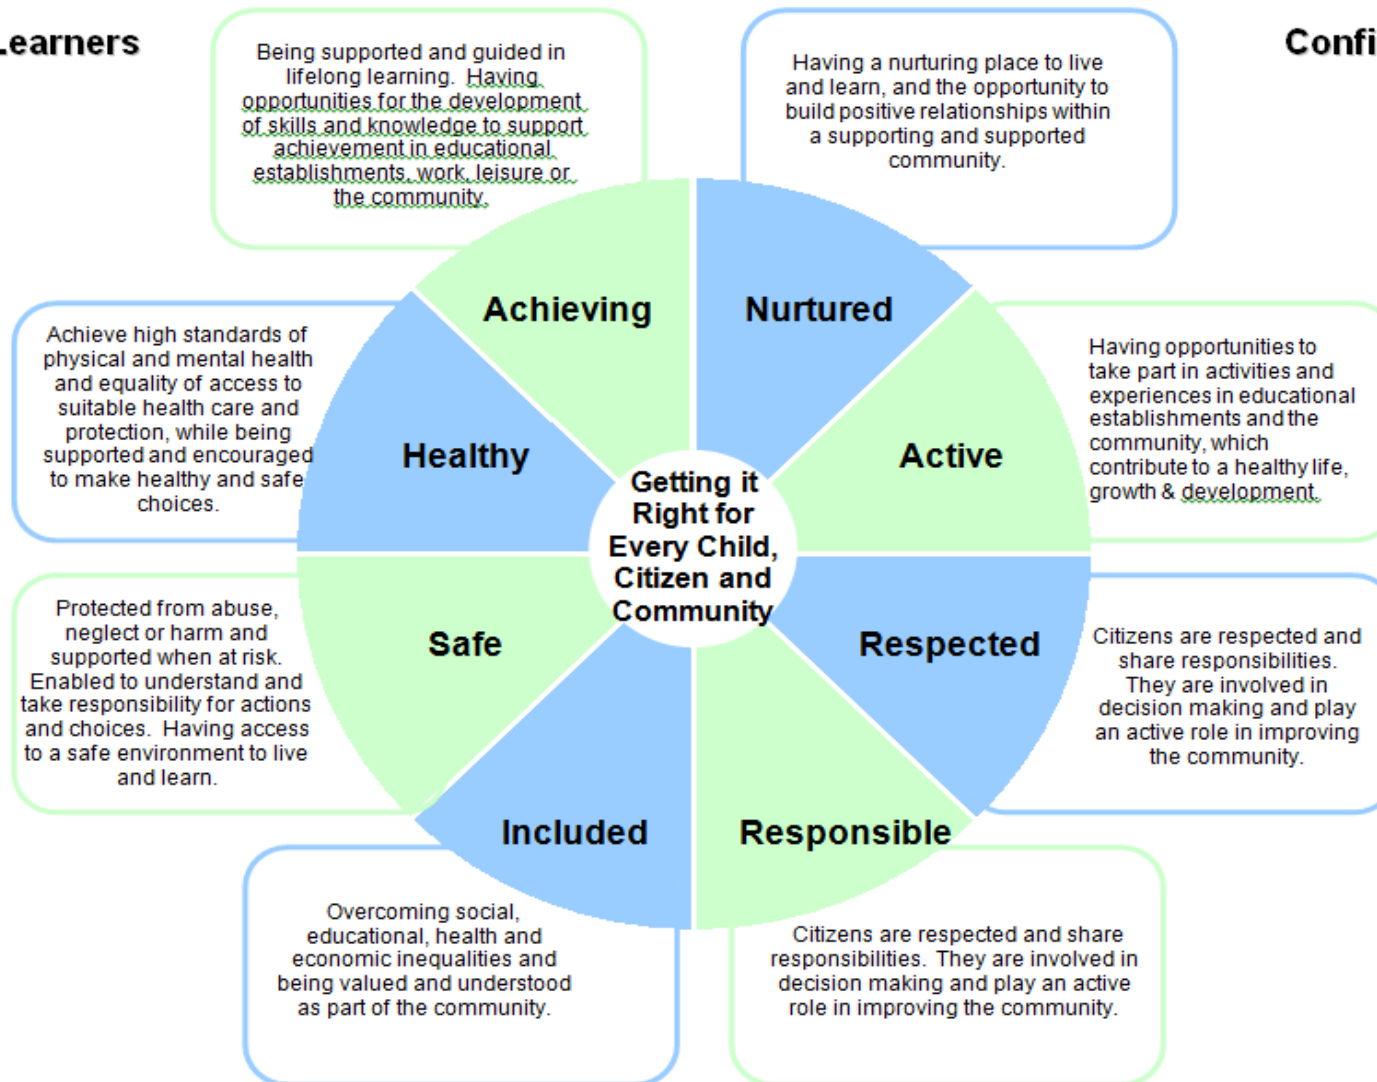 Learners
Confi
Being supported and guided in
lifelong learning. Having
opportunities for the development
of skills and knowledge to support
achievement in educational
establishments, work, leisure or
the community.
Having a nurturing place to live
and learn, and the opportunity to
build positive relationships within
a supporting and supported
community.
Achieving
Nurtured
Achieve high standards of
physical and mental health
and equality of access to
suitable health care and
protection, while being
supported and encouraged
to make healthy and safe
choices.
Healthy
Active
Having opportunities to
take part in activities and
experiences in educational
establishments and the
community, which
contribute to a healthy life,
growth & development.
Getting it
Right for
Every Child,
Citizen and
Community
Protected from abuse,
neglect or harm and
supported when at risk.
Enabled to understand and
take responsibility for actions
and choices. Having access
to a safe environment to live
and learn.
Safe
Respected
Citizens are respected and
share responsibilities.
They are involved in
decision making and play
an active role in improving
the community.
Included
Responsible
Overcoming social,
educational, health and
economic inequalities and
being valued and understood
as part of the community.
Citizens are respected and share
responsibilities. They are involved in
decision making and play an active
role in improving the community.